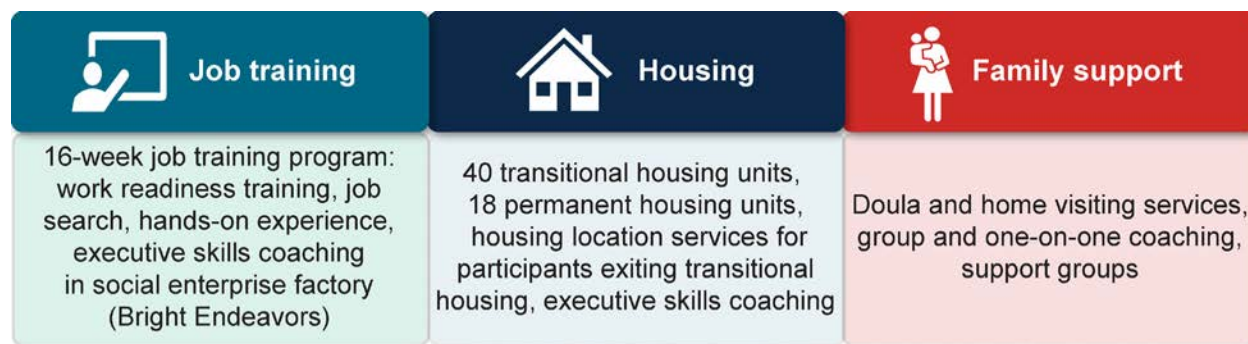 Job training
16-week job training program:
work readiness training, job
search, hands-on experience,
executive skills coaching
in social enterprise factory
(Bright Endeavors)
Housing
40 transitional housing units,
18 permanent housing units,
housing location services for
participants exiting transitional
housing, executive skills coaching
Family support
Doula and home visiting services,
group and one-on-one coaching,
support groups